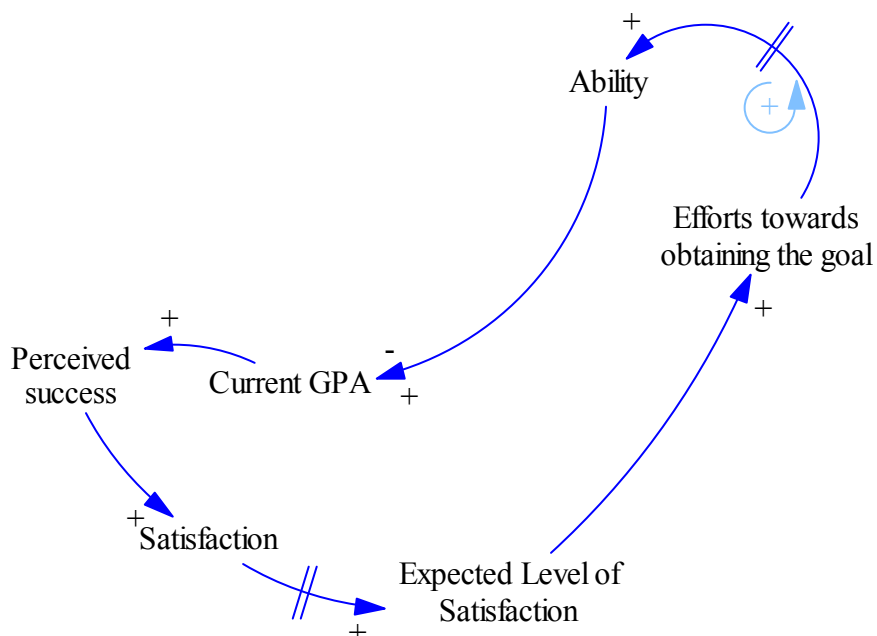 +
Ability
+
Efforts towards
obtaining the goal
+
+
-
Perceived
success
Current GPA
+
+
Satisfaction
Expected Level of
Satisfaction
+